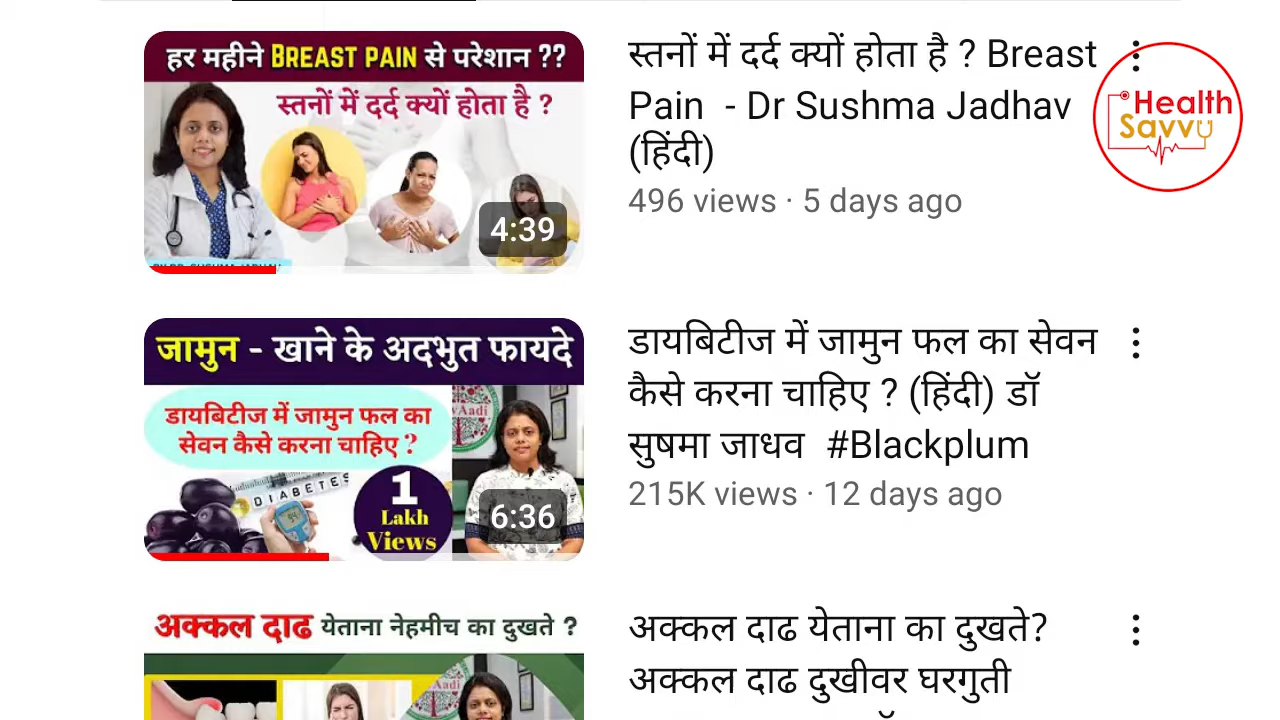 हर महीने BREAST PAIN से परेशान ??
स्तनों में दर्द क्यों होता है ?
4:39
स्तनों में दर्द क्यों होता है ? Breast
Pain - Dr Sushma Jadhav
(हिंदी)
496 views · 5 days ago
Health
Savvy
जामुन - खाने के अदभुत फायदे
डायबिटीज में जामुन फल का
सेवन कैसे करना चाहिए ?
vAadi
DIABETES
1
Lakh
Views
6:36
डायबिटीज में जामुन फल का सेवन
कैसे करना चाहिए ? (हिंदी) डॉ
सुषमा जाधव #Blackplum
215K views · 12 days ago
अक्कल दाढ येताना नेहमीच का दुखते ?
Aadi
अक्कल दाढ येताना का दुखते?
अक्कल दाढ दुखीवर घरगुती